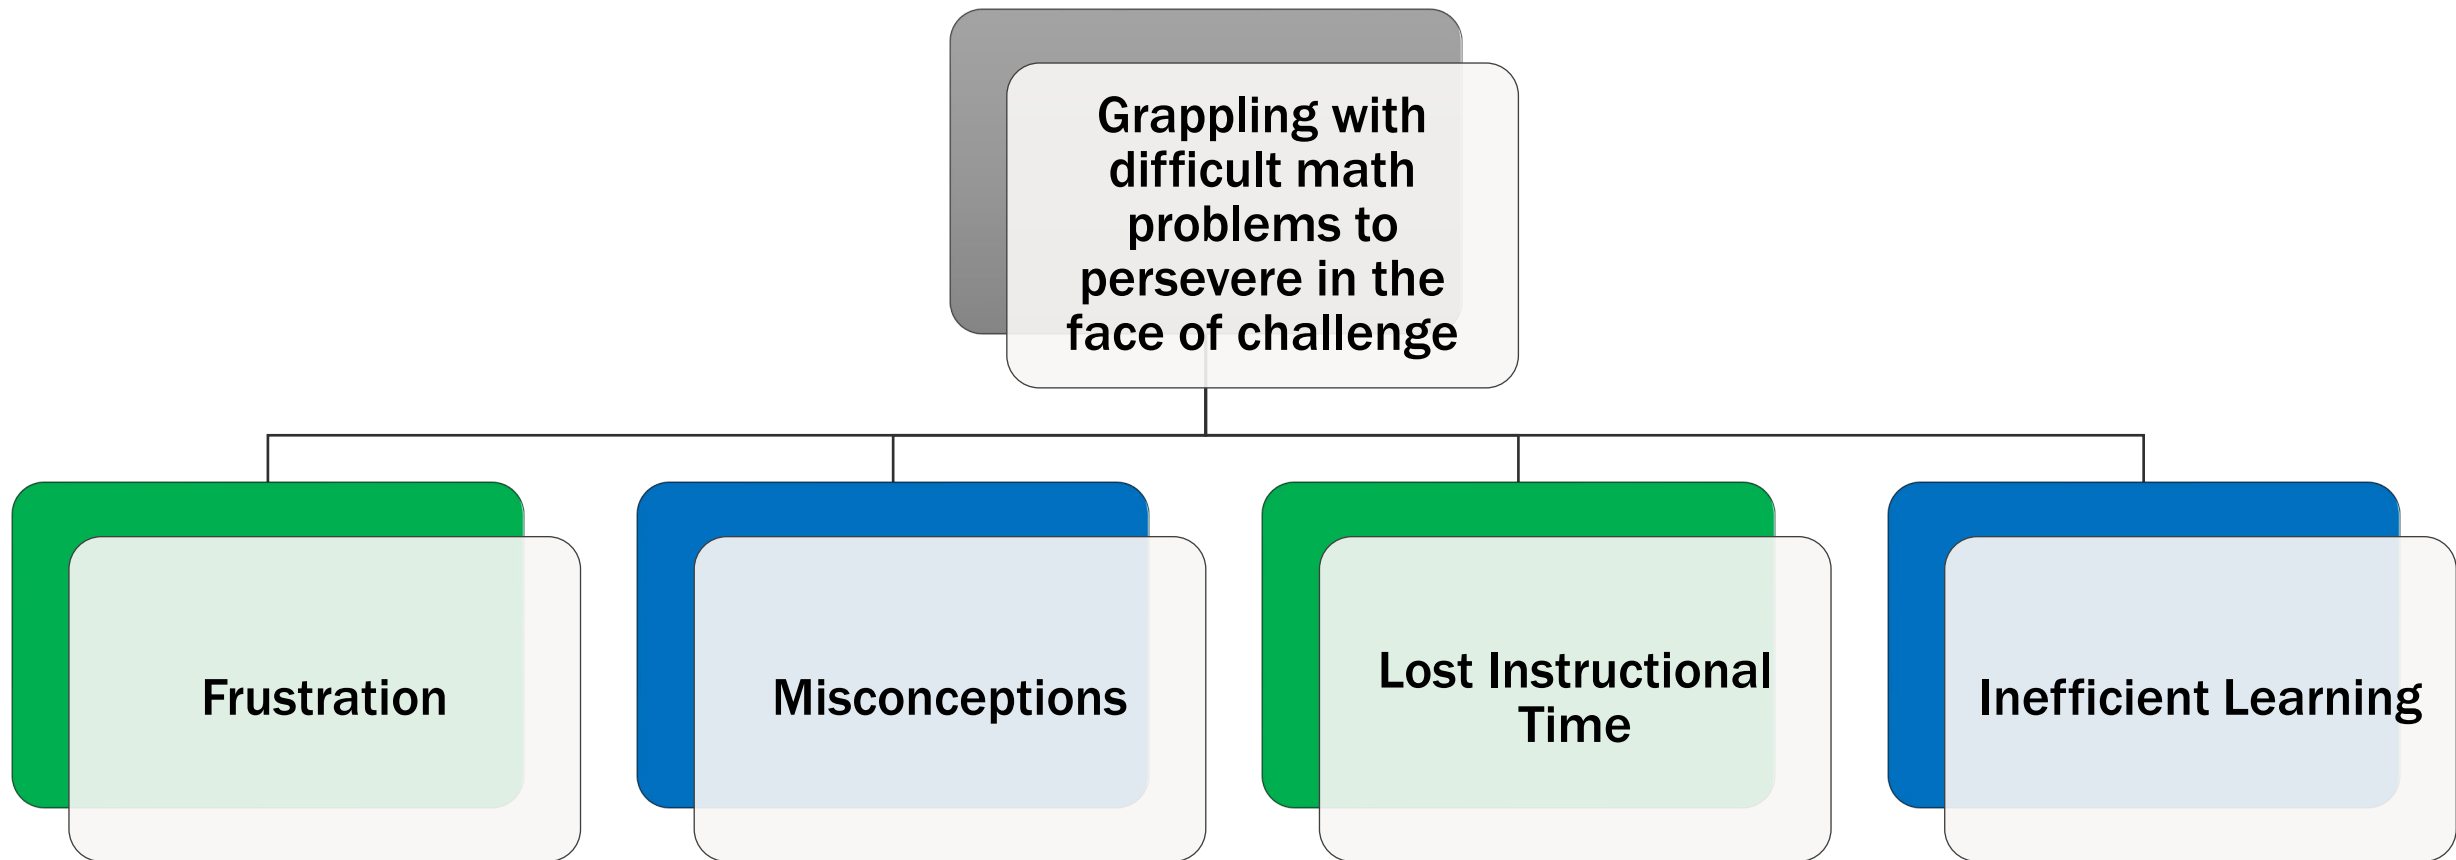 Grappling with
difficult math
problems to
persevere in the
face of challenge
Frustration
Misconceptions
Lost Instructional
Time
Inefficient Learning